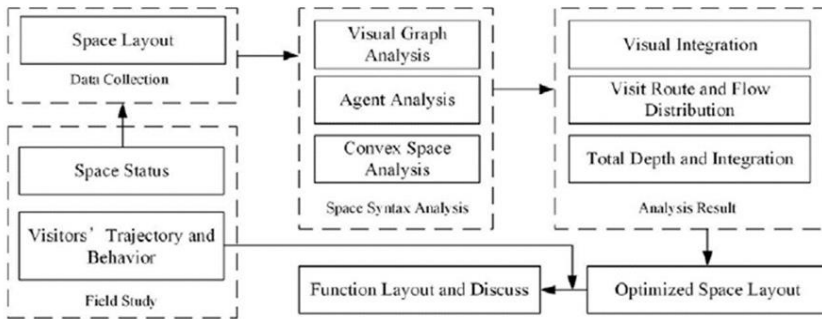 Space Layout
Data Collection
Space Status
Visitors’ Trajectory and
Behavior
Field Study
Visual Graph
Analysis
Agent Analysis
Convex Space
Analysis
Space Syntax Analysis
Visual Integration
Visit Route and Flow
Distribution
Total Depth and Integration
Analysis Result
Function Layout and Discuss
Optimized Space Layout